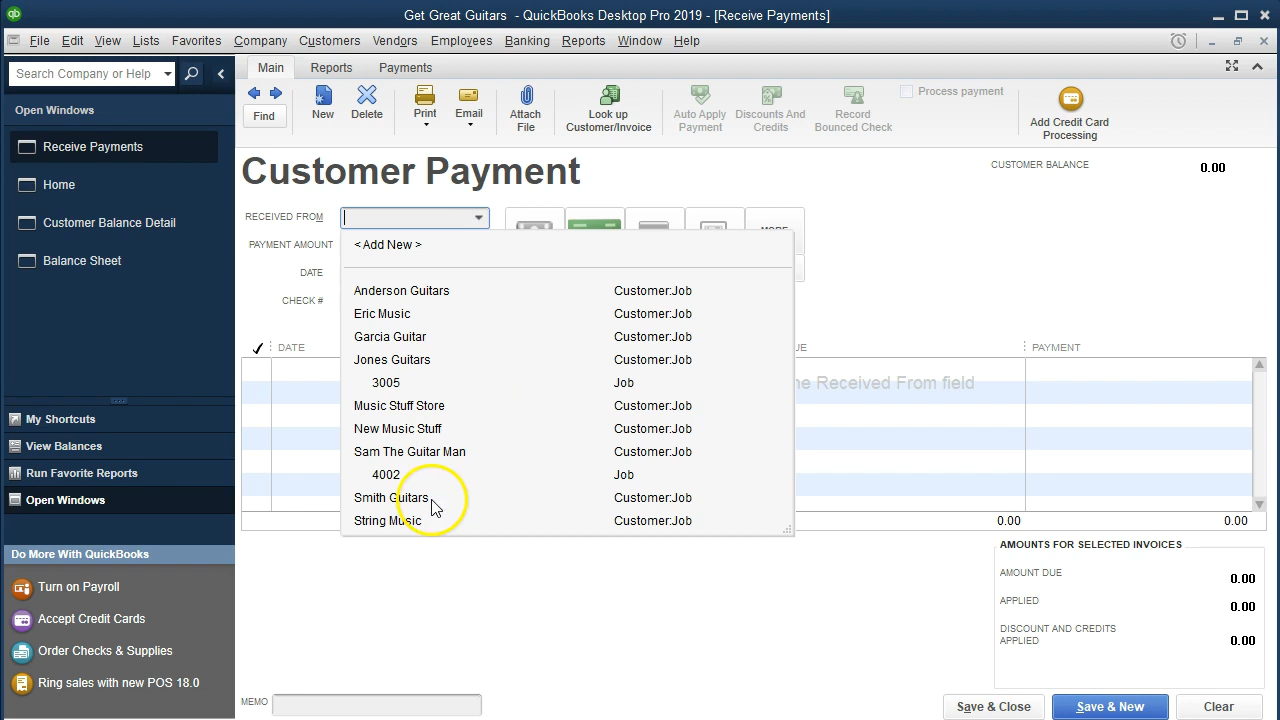 Get Great Guitars - QuickBooks Desktop Pro 2019 - [Receive Payments]
File Edit View Lists Favorites Company Customers Vendors Employees Banking Reports Window Help
Search Company or Help
Main Reports Payments
Open Windows
Receive Payments
Home
Customer Balance Detail
Balance Sheet
My Shortcuts
View Balances
Run Favorite Reports
Open Windows
Do More With QuickBooks
Turn on Payroll
Accept Credit Cards
Order Checks & Supplies
Ring sales with new POS 18.0
Find
New
Delete
Print
Email
Attach
File
Look up
Customer/Invoice
Auto Apply
Payment
Discounts And
Credits
Record
Bounced Check
Process payment
Add Credit Card
Processing
Customer Payment
CUSTOMER BALANCE 0.00
RECEIVED FROM
PAYMENT AMOUNT
DATE
CHECK #
< Add New >
Anderson Guitars Customer:Job
Eric Music Customer:Job
Garcia Guitar Customer:Job
Jones Guitars Customer:Job
3005 Job
Music Stuff Store Customer:Job
New Music Stuff Customer:Job
Sam The Guitar Man Customer:Job
4002 Job
Smith Guitars Customer:Job
String Music Customer:Job
DATE PAYMENT
Received From field
0.00 0.00
AMOUNTS FOR SELECTED INVOICES
AMOUNT DUE 0.00
APPLIED 0.00
DISCOUNT AND CREDITS
APPLIED 0.00
MEMO
Save & Close Save & New Clear